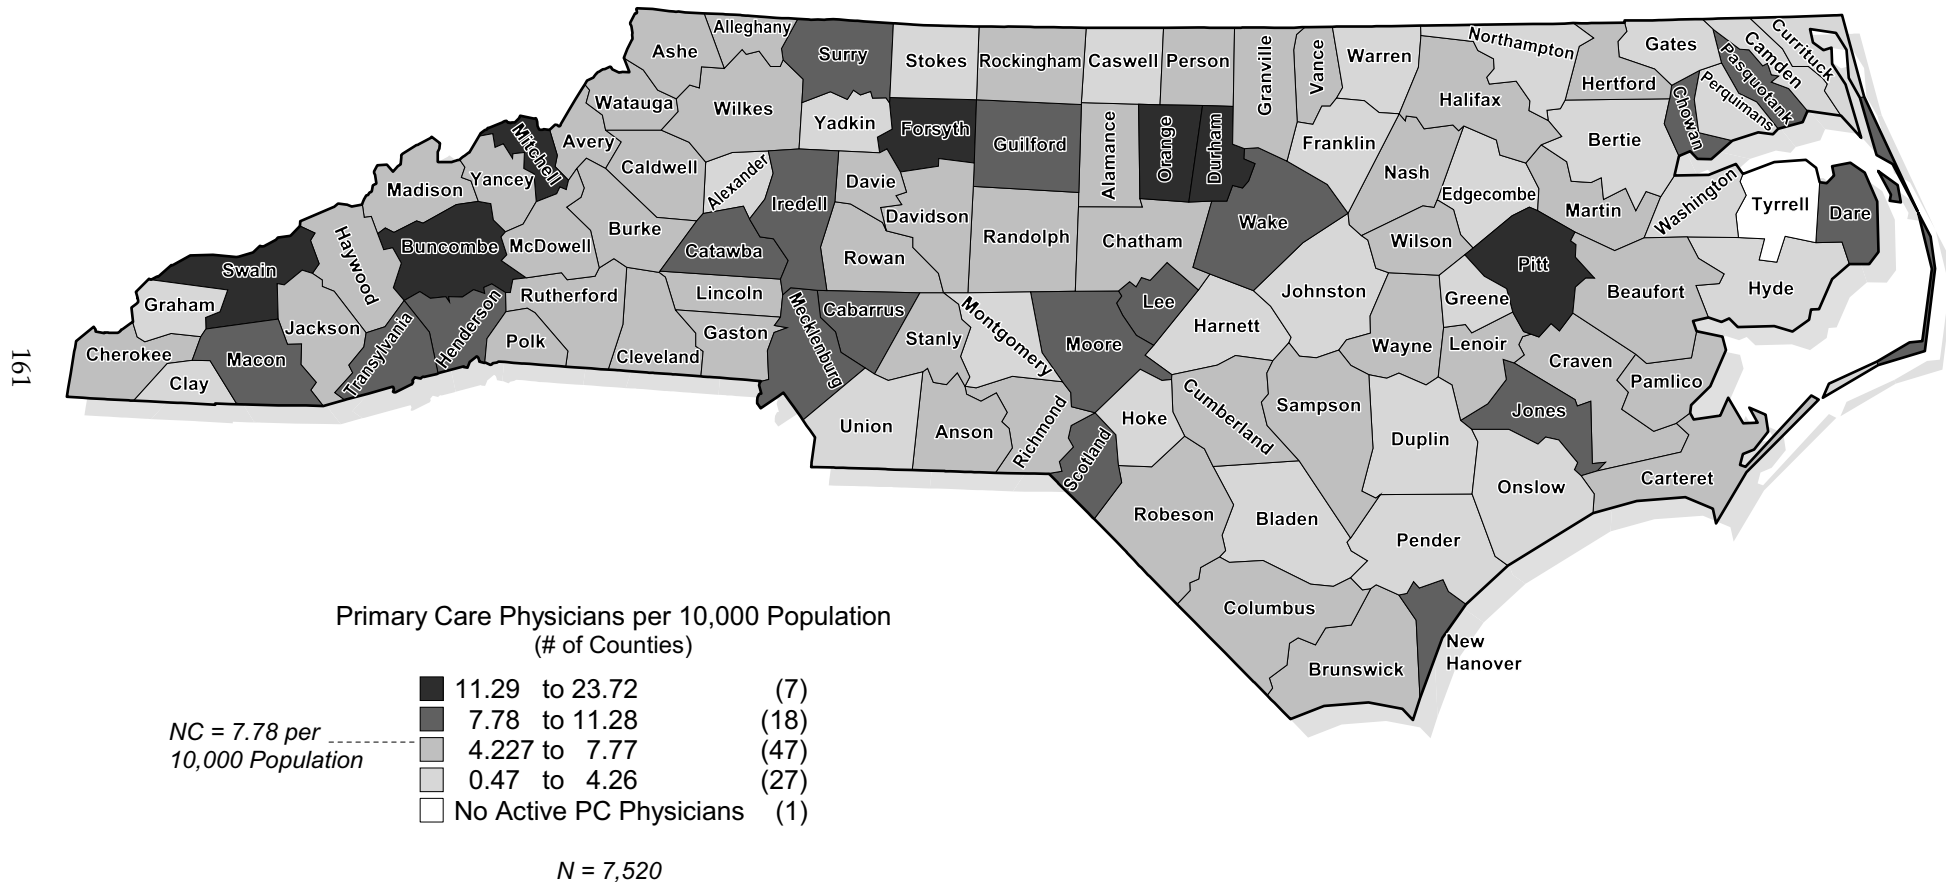 Alleghany
Ashe
Surry
Stokes
Rockingham
Caswell
Person
Granville
Vance
Warren
Northampton
Gates
Camden
Currituck
Pasquotank
Perquimans
Hertford
Chowan
Halifax
Watauga
Wilkes
Yadkin
Forsyth
Guilford
Alamance
Orange
Durham
Franklin
Bertie
Mitchell
Avery
Caldwell
Alexander
Iredell
Davie
Davidson
Nash
Edgecombe
Martin
Washington
Tyrrell
Dare
Madison
Yancey
Burke
Catawba
Rowan
Randolph
Chatham
Wake
Wilson
Pitt
Beaufort
Hyde
Haywood
Buncombe
McDowell
Swain
Graham
Jackson
Rutherford
Lincoln
Gaston
Mecklenburg
Cabarrus
Stanly
Montgomery
Moore
Lee
Harnett
Johnston
Greene
Wayne
Lenoir
Craven
Pamlico
161
Cherokee
Clay
Macon
Transylvania
Henderson
Polk
Cleveland
Union
Anson
Richmond
Scotland
Hoke
Cumberland
Sampson
Duplin
Jones
Onslow
Carteret
Robeson
Bladen
Pender
Columbus
Brunswick
New
Hanover
Primary Care Physicians per 10,000 Population
(# of Counties)
11.29 to 23.72 (7)
7.78 to 11.28 (18)
4.227 to 7.77 (47)
0.47 to 4.26 (27)
No Active PC Physicians (1)
NC = 7.78 per
10,000 Population
N = 7,520